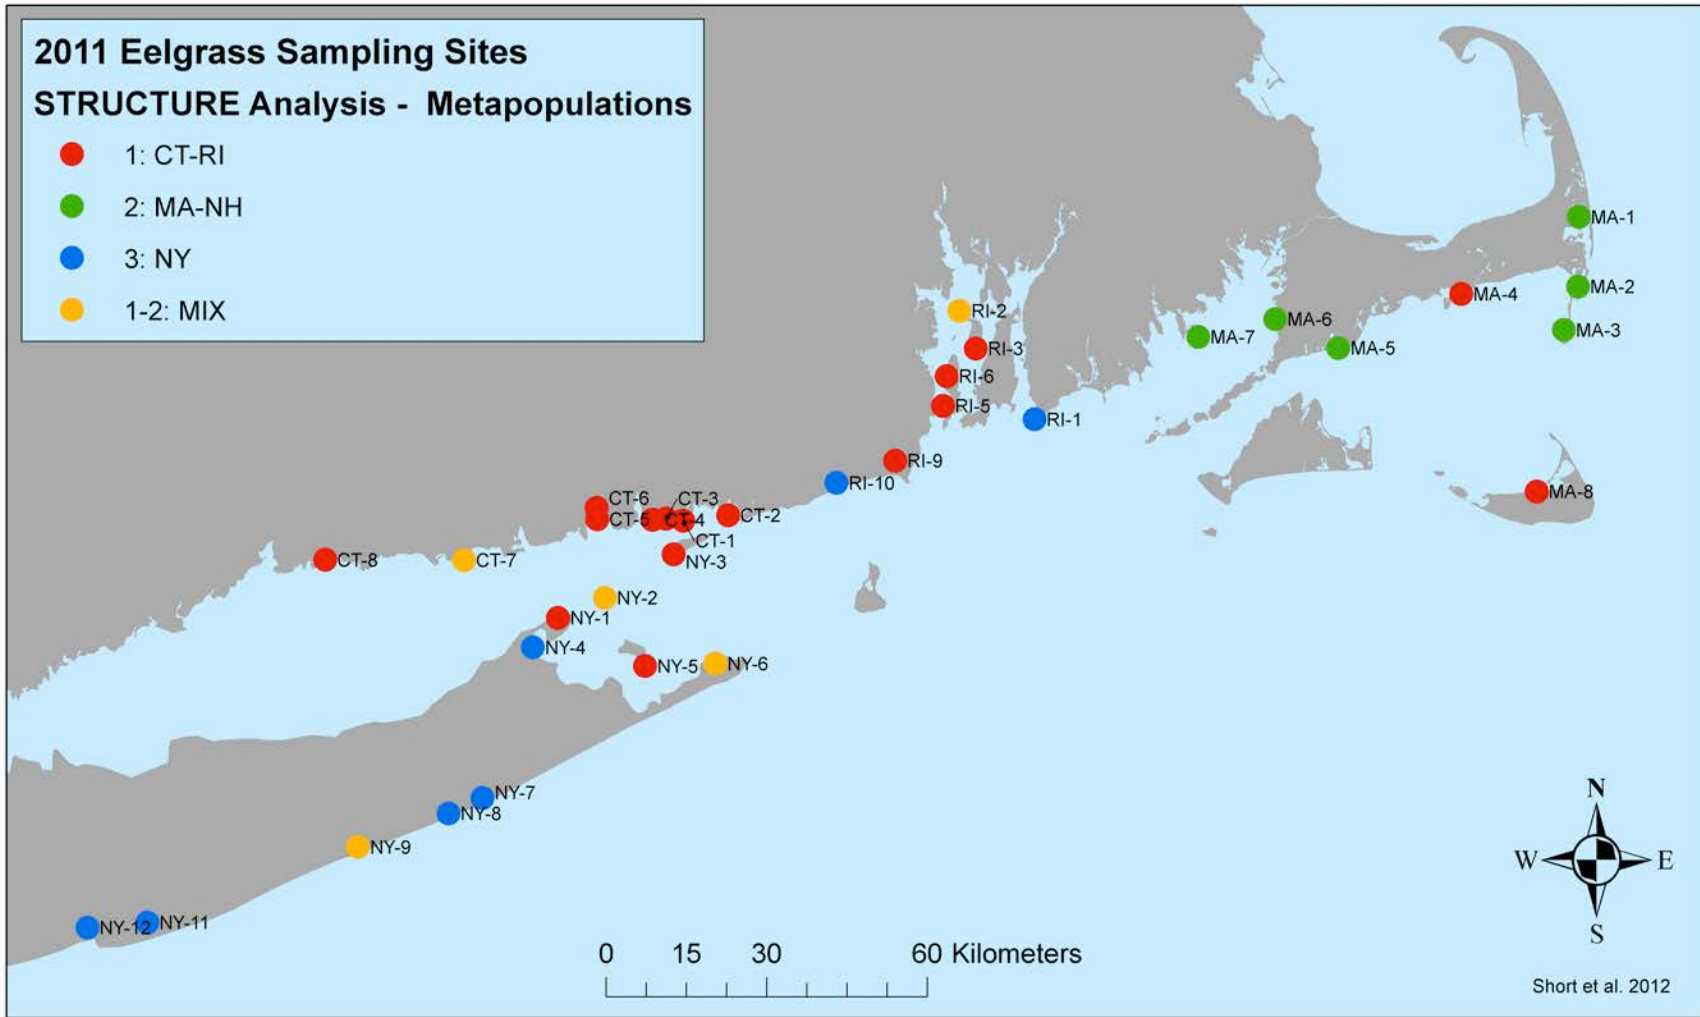 2011 Eelgrass Sampling Sites
STRUCTURE Analysis - Metapopulations
1: CT-RI
2: MA-NH
3: NY
1-2: MIX
MA-1
MA-2
MA-4
RI-2
MA-6
MA-3
MA-7
RI-3
MA-5
RI-6
RI-5
RI-1
RI-9
RI-10
MA-8
CT-6
CT-3
CT-5
CT-4
CT-2
CT-1
CT-8
CT-7
NY-3
NY-2
NY-1
NY-4
NY-5
NY-6
NY-7
NY-8
NY-9
NY-11
NY-12
N
W
E
S
0 15 30 60 Kilometers
Short et al. 2012